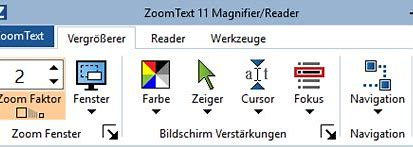 ZoomText 11 Magnifier/Reader
ZoomText Vergrößerer Reader Werkzeuge
2
Zoom Faktor Fenster Farbe Zeiger Cursor Fokus Navigation
Zoom Fenster Bildschirm Verstärkungen Navigation